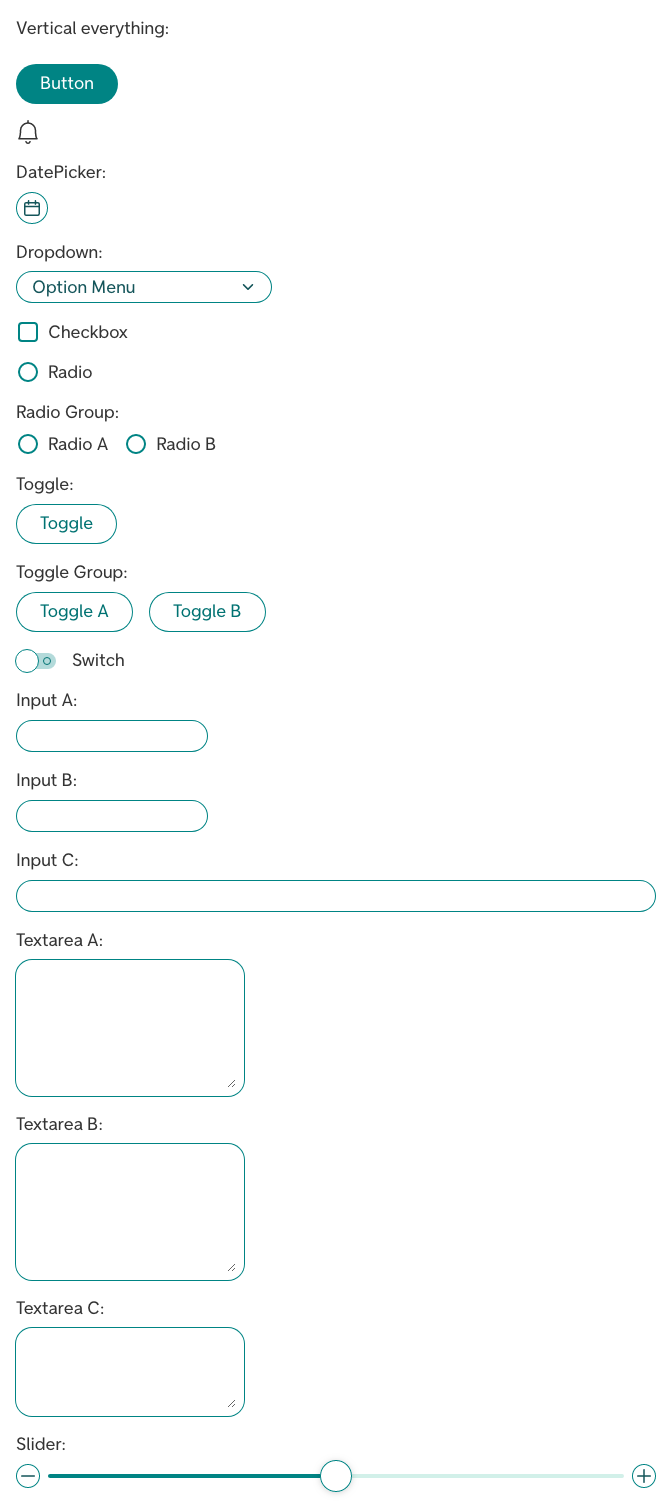 Vertical everything:
Button
DatePicker:
Dropdown:
Option Menu
Checkbox
Radio
Radio Group:
Radio A Radio B
Toggle:
Toggle
Toggle Group:
Toggle A Toggle B
Switch
Input A:
Input B:
Input C:
Textarea A:
Textarea B:
Textarea C:
Slider: